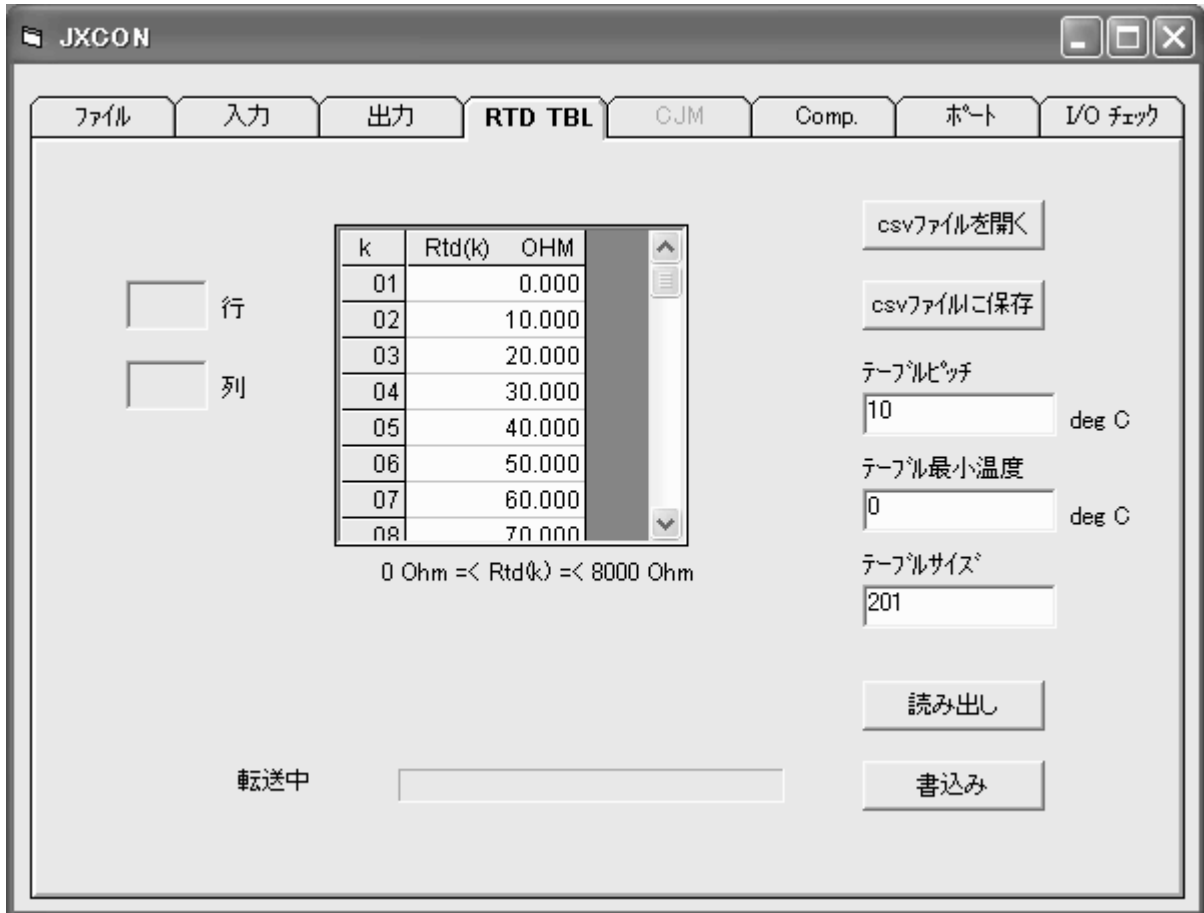 JXCON
ﾌｧｲﾙ 入力 出力 RTD TBL CJM Comp. ﾎﾟｰﾄ I/O ﾁｪｯｸ
行
列
k Rtd(k) OHM
01 0.000
02 10.000
03 20.000
04 30.000
05 40.000
06 50.000
07 60.000
08 70.000
0 Ohm =< Rtd(k) =< 8000 Ohm
csvﾌｧｲﾙを開く
csvﾌｧｲﾙに保存
ﾃｰﾌﾞﾙﾋﾟｯﾁ
10 deg C
ﾃｰﾌﾞﾙ最小温度
0 deg C
ﾃｰﾌﾞﾙｻｲｽﾞ
201
読み出し
転送中
書込み